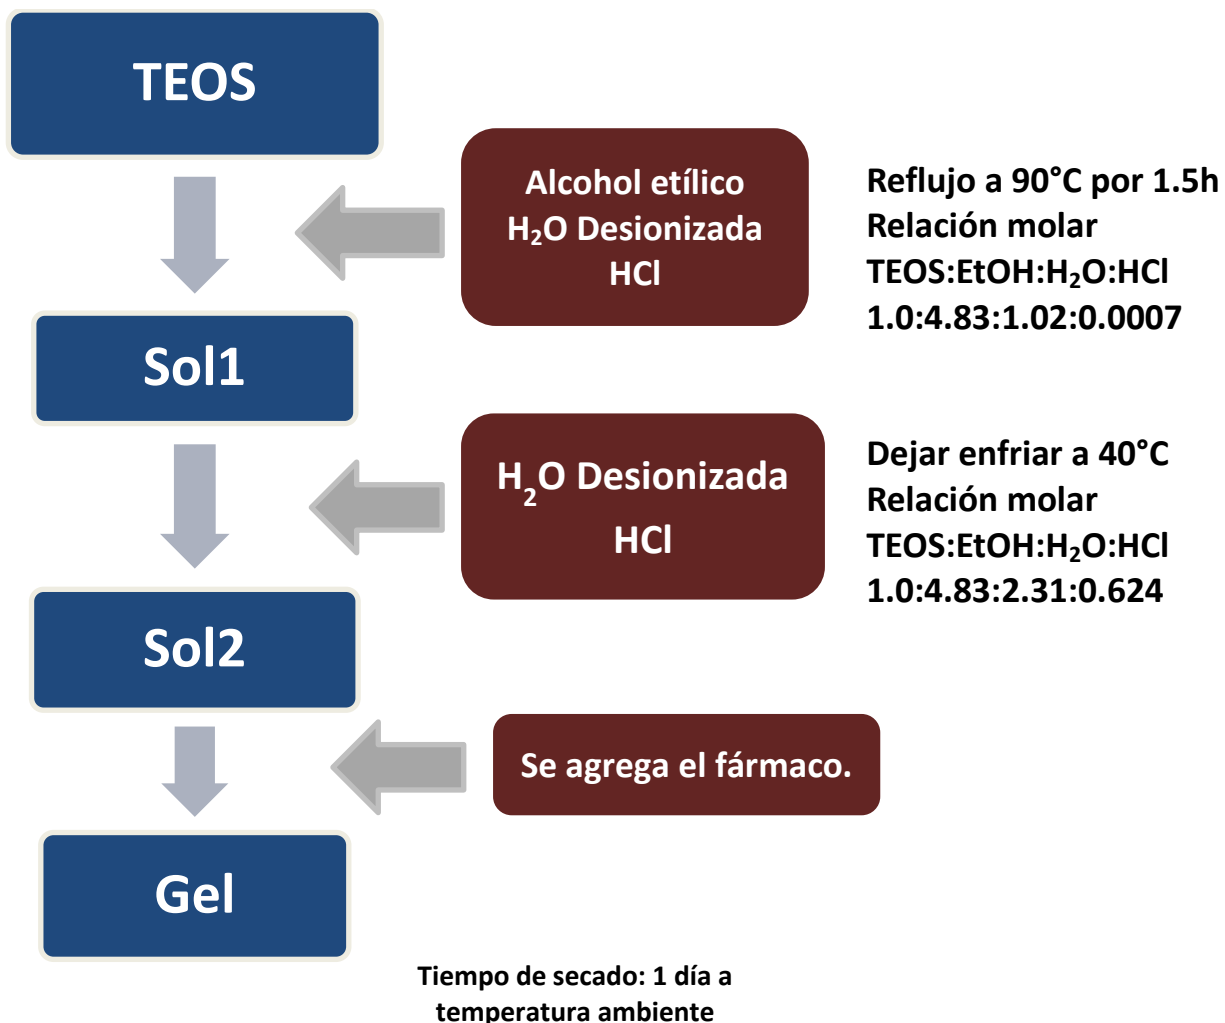 TEOS
Alcohol etílico
H₂O Desionizada
HCl
Reflujo a 90°C por 1.5h
Relación molar
TEOS:EtOH:H₂O:HCl
1.0:4.83:1.02:0.0007
Sol1
H₂O Desionizada
HCl
Dejar enfriar a 40°C
Relación molar
TEOS:EtOH:H₂O:HCl
1.0:4.83:2.31:0.624
Sol2
Se agrega el fármaco.
Gel
Tiempo de secado: 1 día a
temperatura ambiente